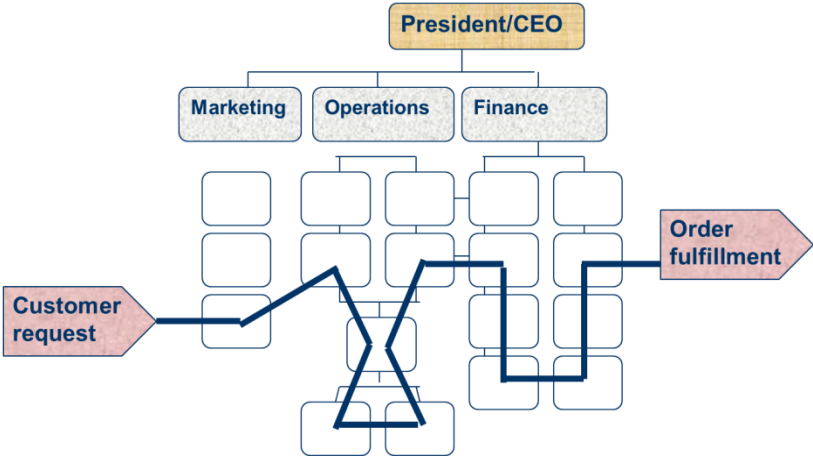 President/CEO
Marketing
Operations
Finance
Order
fulfillment
Customer
request